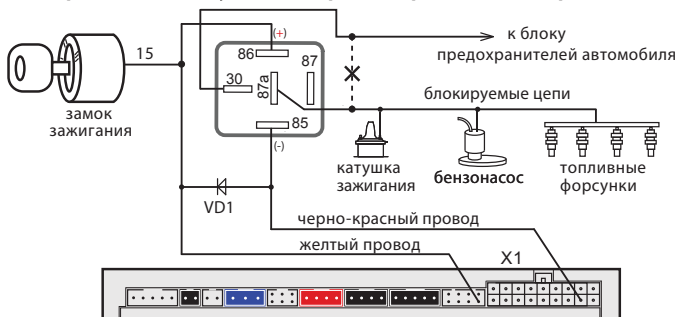 (+)
к блоку
предохранителей автомобиля
15
86
87
30
87a
85
(-)
замок
зажигания
блокируемые цепи
катушка
зажигания
бензонасос
топливные
форсунки
VD1
черно-красный провод
желтый провод
X1